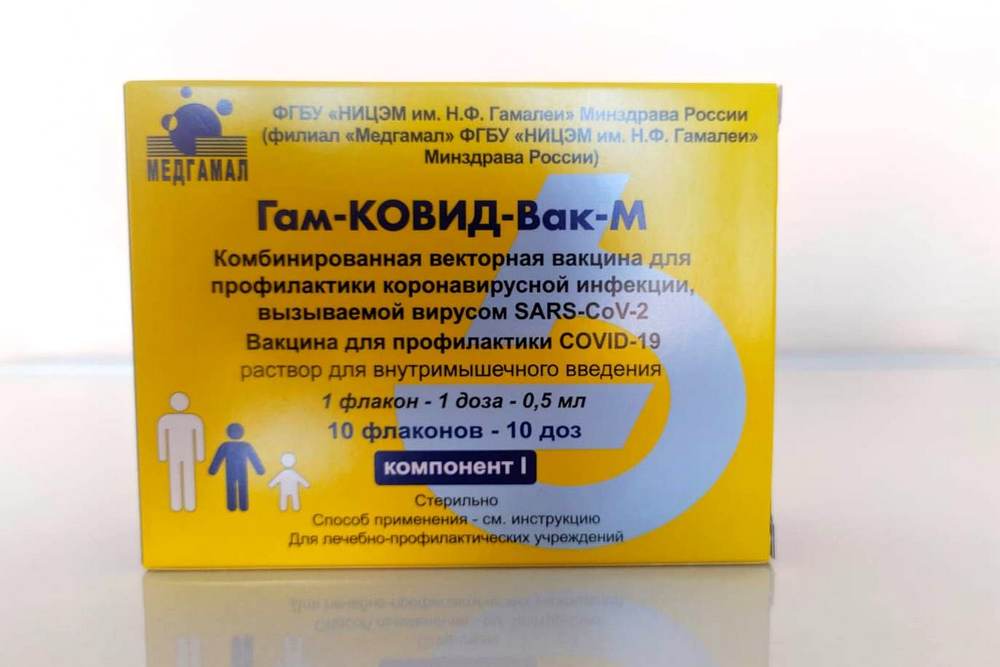 МЕДГАМАЛ
ФГБУ «НИЦЭМ им. Н.Ф. Гамалеи» Минздрава России
(филиал «Медгамал» ФГБУ «НИЦЭМ им. Н.Ф. Гамалеи»
Минздрава России)
Гам-КОВИД-Вак-М
Комбинированная векторная вакцина для
профилактики коронавирусной инфекции,
вызываемой вирусом SARS-CoV-2
Вакцина для профилактики COVID-19
раствор для внутримышечного введения
1 флакон - 1 доза - 0,5 мл
10 флаконов - 10 доз
компонент I
Стерильно
Способ применения - см. инструкцию
Для лечебно-профилактических учреждений